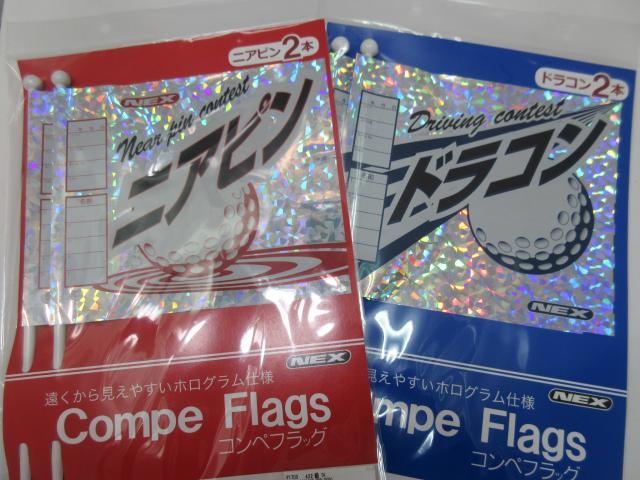 ニアピン2本
NEX
Near pin contest
ニアピン
NEX
遠くから見えやすいホログラム仕様
Compe Flags
コンペフラッグ
ドラコン2本
Driving contest
ドラコン
NEX
NEX
見えやすいホログラム仕様
mpe Flags
コンペフラッグ